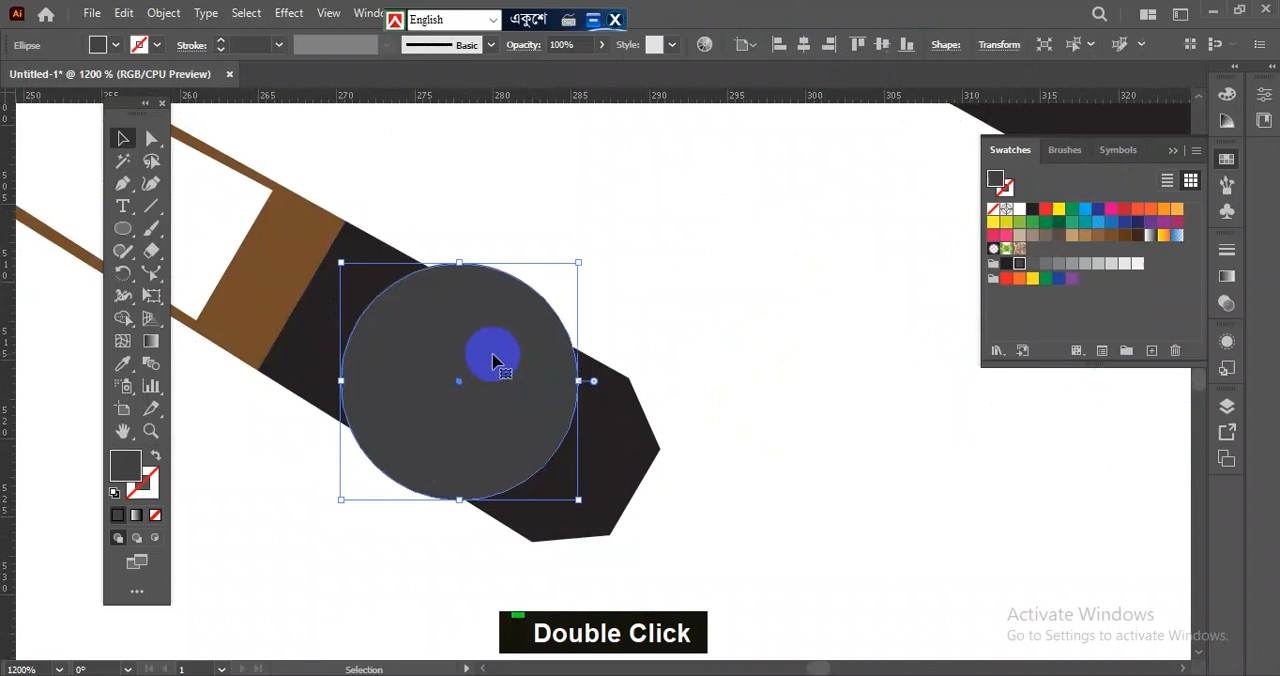 Ai File Edit Object Type Select Effect View Windo
English একুশে X
Ellipse Stroke: Basic Opacity: 100% Style: Shape: Transform
Untitled-1* @ 1200 % (RGB/CPU Preview) ×
250 255 260 265 270 275 280 285 290 295 300 305 310 315 320
Swatches Brushes Symbols
Double Click
Activate Windows
Go to Settings to activate Windows.
1200% 0° 1 Selection